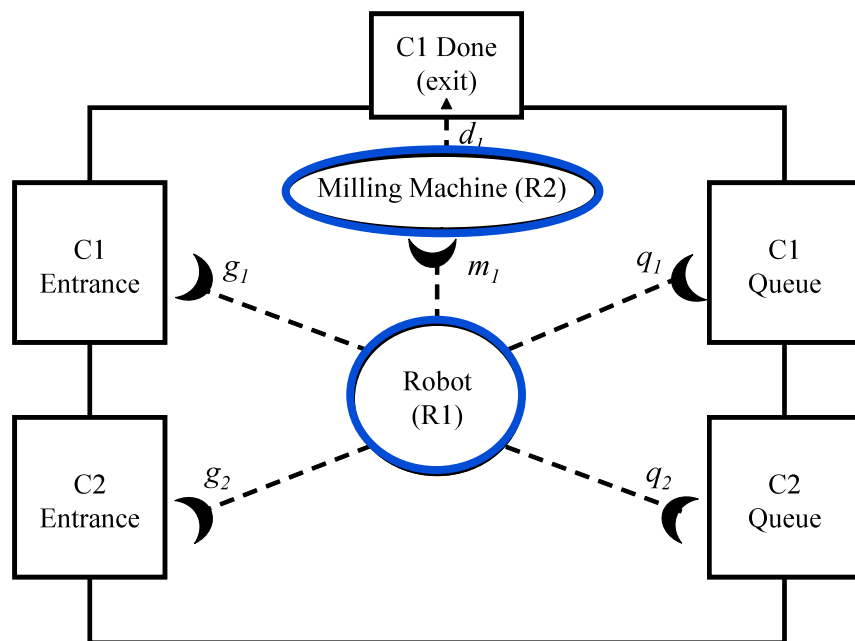 C1 Done
(exit)
d1
Milling Machine (R2)
C1
Entrance
g1
m1
q1
C1
Queue
Robot
(R1)
C2
Entrance
g2
q2
C2
Queue